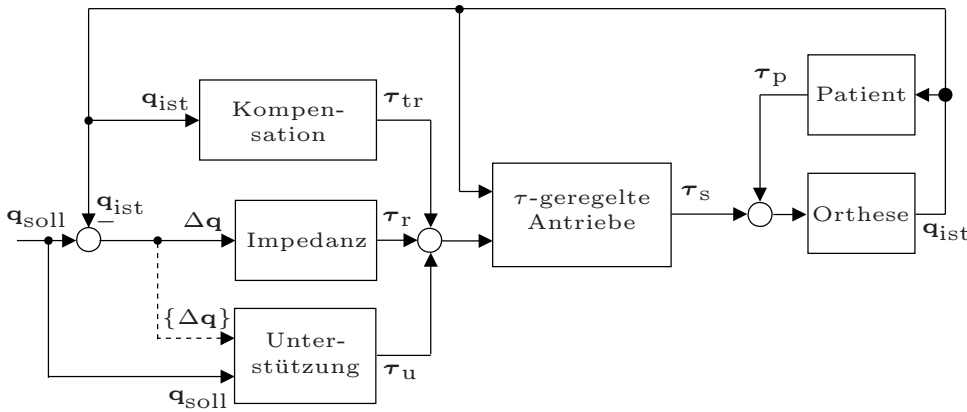 τ_p
Patient
q_ist
Kompen-
sation
τ_tr
q_soll
q_ist
−
Δq
Impedanz
τ_r
τ-geregelte
Antriebe
τ_s
Orthese
q_ist
{Δq}
Unter-
stützung
τ_u
q_soll